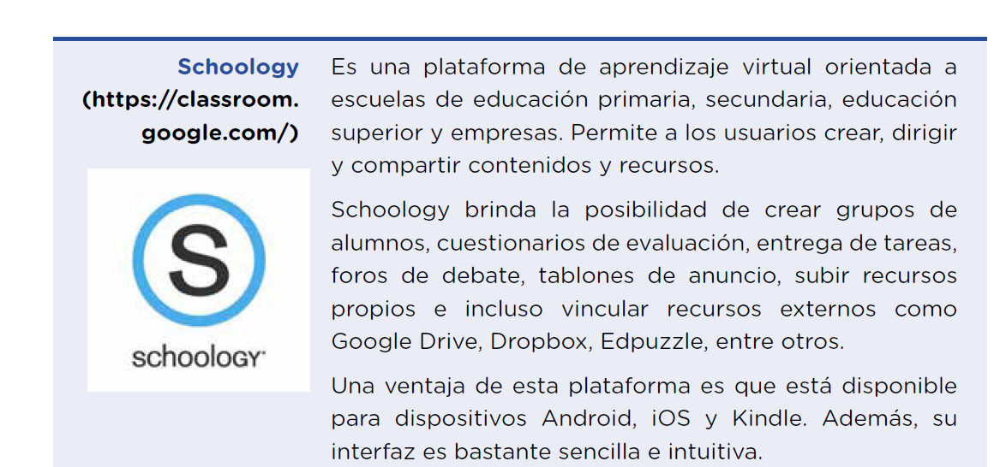 Schoology
(https://classroom.
google.com/)
S
schoology
Es una plataforma de aprendizaje virtual orientada a
escuelas de educación primaria, secundaria, educación
superior y empresas. Permite a los usuarios crear, dirigir
y compartir contenidos y recursos.
Schoology brinda la posibilidad de crear grupos de
alumnos, cuestionarios de evaluación, entrega de tareas,
foros de debate, tablones de anuncio, subir recursos
propios e incluso vincular recursos externos como
Google Drive, Dropbox, Edpuzzle, entre otros.
Una ventaja de esta plataforma es que está disponible
para dispositivos Android, iOS y Kindle. Además, su
interfaz es bastante sencilla e intuitiva.